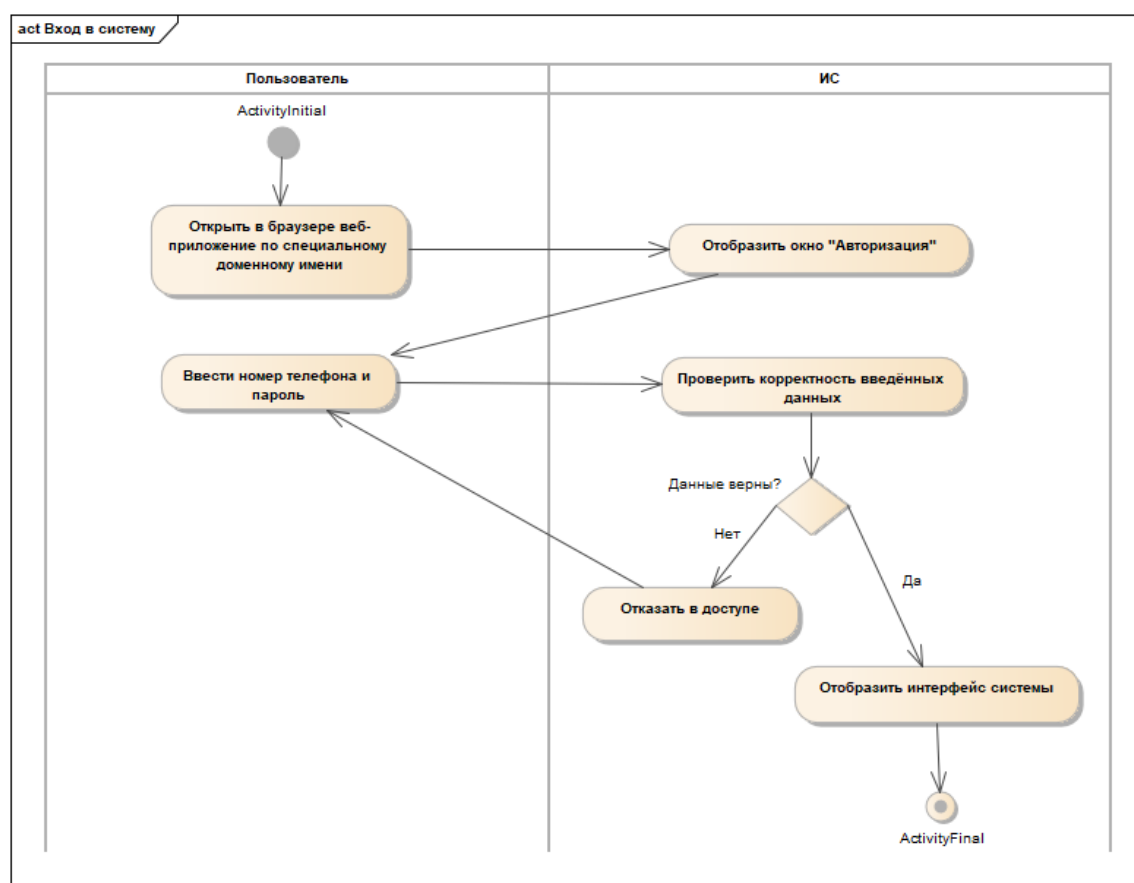 act Вход в систему
Пользователь
ИС
ActivityInitial
Открыть в браузере веб-
приложение по специальному
доменному имени
Отобразить окно "Авторизация"
Ввести номер телефона и
пароль
Проверить корректность введённых
данных
Данные верны?
Нет
Да
Отказать в доступе
Отобразить интерфейс системы
ActivityFinal